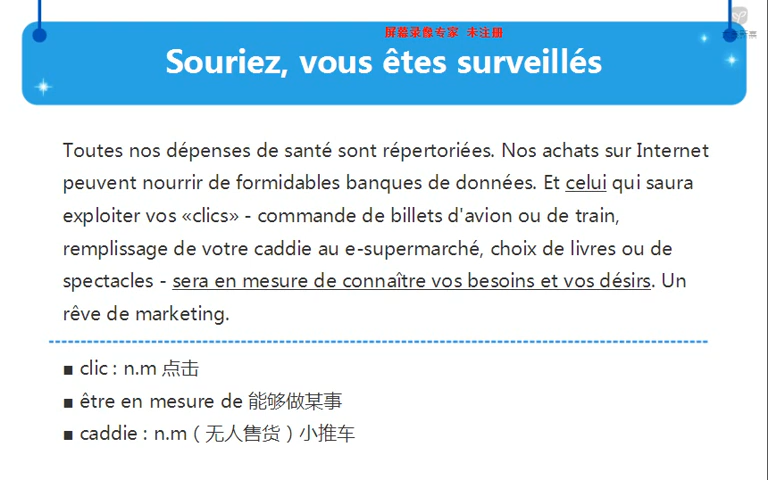 屏幕录像专家 未注册
Souriez, vous êtes surveillés
Toutes nos dépenses de santé sont répertoriées. Nos achats sur Internet
peuvent nourrir de formidables banques de données. Et celui qui saura
exploiter vos «clics» - commande de billets d'avion ou de train,
remplissage de votre caddie au e-supermarché, choix de livres ou de
spectacles - sera en mesure de connaître vos besoins et vos désirs. Un
rêve de marketing.
■ clic : n.m 点击
■ être en mesure de 能够做某事
■ caddie : n.m ( 无人售货 ) 小推车